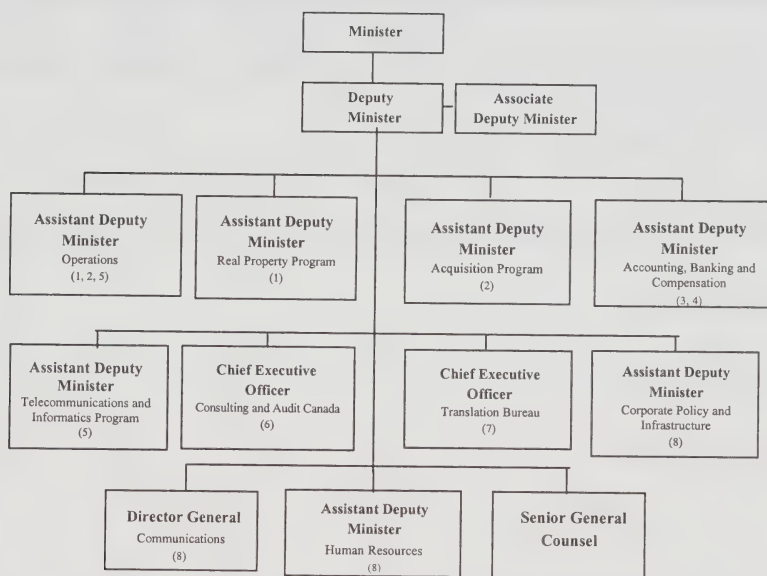 Minister
Deputy
Minister
Associate
Deputy Minister
Assistant Deputy
Minister
Operations
(1, 2, 5)
Assistant Deputy
Minister
Real Property Program
(1)
Assistant Deputy
Minister
Acquisition Program
(2)
Assistant Deputy
Minister
Accounting, Banking and
Compensation
(3, 4)
Assistant Deputy
Minister
Telecommunications and
Informatics Program
(5)
Chief Executive
Officer
Consulting and Audit Canada
(6)
Chief Executive
Officer
Translation Bureau
(7)
Assistant Deputy
Minister
Corporate Policy and
Infrastructure
(8)
Director General
Communications
(8)
Assistant Deputy
Minister
Human Resources
(8)
Senior General
Counsel